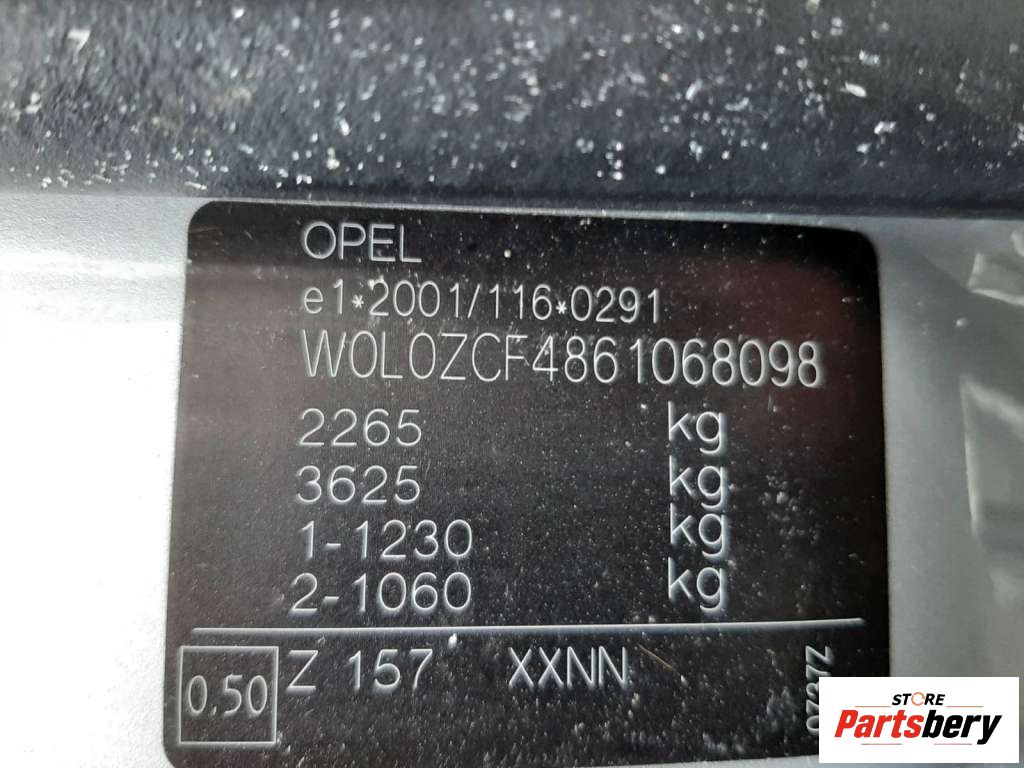 OPEL
e1*2001/116*0291
W0L0ZCF4861068098
2265 kg
3625 kg
1-1230 kg
2-1060 kg
0.50 Z 157 XXNN
STORE
Partsbery